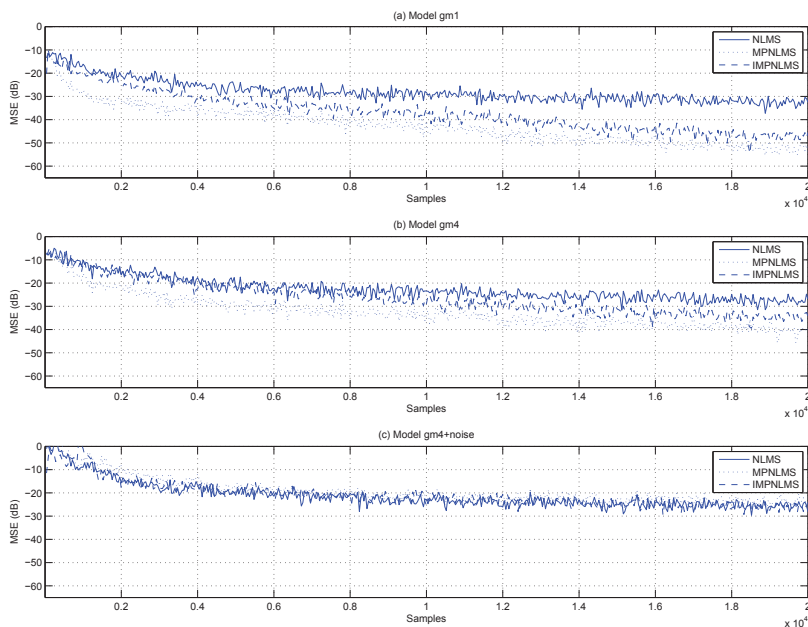 (a) Model gm1
0
−10
−20
−30
−40
−50
−60
MSE (dB)
NLMS
MPNLMS
IMPNLMS
0.2 0.4 0.6 0.8 1 1.2 1.4 1.6 1.8 2
Samples
x 10⁴
(b) Model gm4
0
−10
−20
−30
−40
−50
−60
MSE (dB)
NLMS
MPNLMS
IMPNLMS
0.2 0.4 0.6 0.8 1 1.2 1.4 1.6 1.8 2
Samples
x 10⁴
(c) Model gm4+noise
0
−10
−20
−30
−40
−50
−60
MSE (dB)
NLMS
MPNLMS
IMPNLMS
0.2 0.4 0.6 0.8 1 1.2 1.4 1.6 1.8 2
Samples
x 10⁴